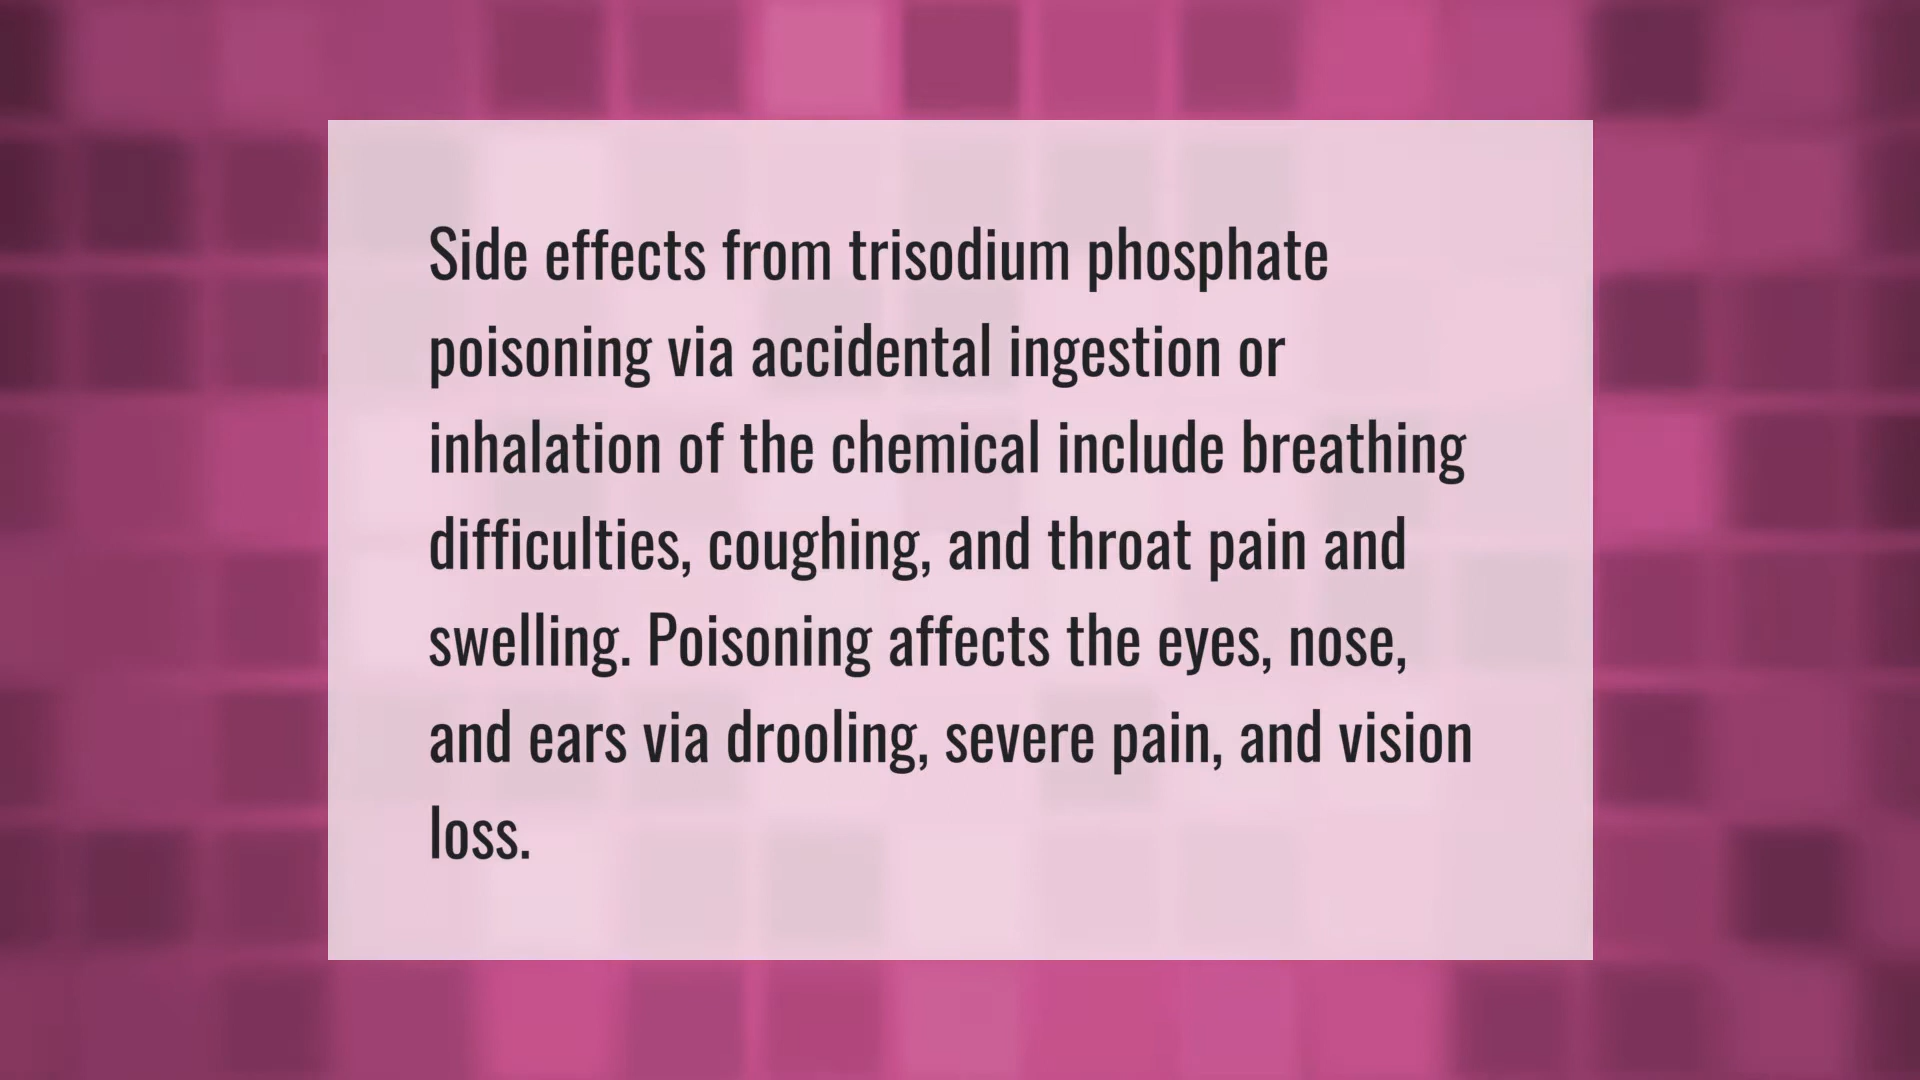 Side effects from trisodium phosphate
poisoning via accidental ingestion or
inhalation of the chemical include breathing
difficulties, coughing, and throat pain and
swelling. Poisoning affects the eyes, nose,
and ears via drooling, severe pain, and vision
loss.